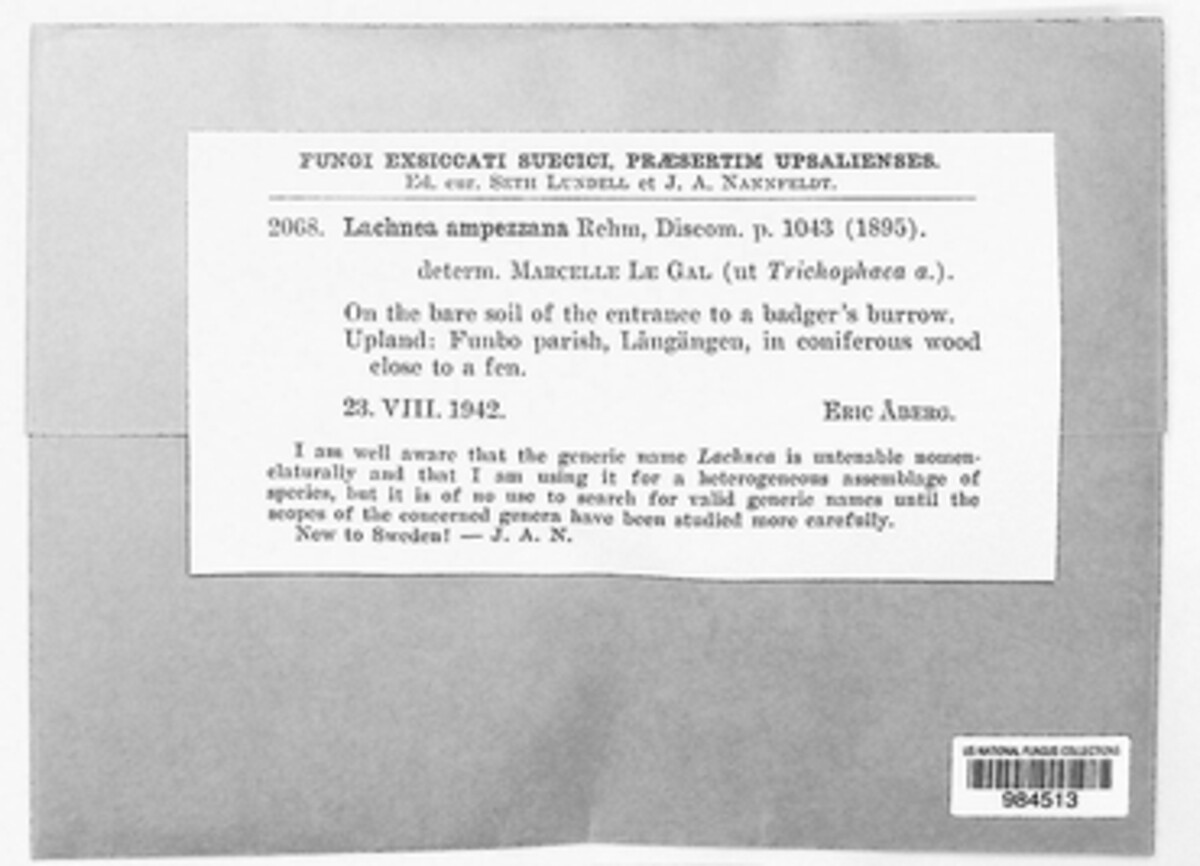 FUNGI EXSICCATI SUECICI, PRÆSERTIM UPSALIENSES.
Ed. cur. SETH LUNDELL et J. A. NANNFELDT.
2068. Lachnea ampezzana Rehm, Discom. p. 1043 (1895).
determ. MARCELLE LE GAL (ut Trichophaea a.).
On the bare soil of the entrance to a badger's burrow.
Upland: Funbo parish, Långängen, in coniferous wood
close to a fen.
23. VIII. 1942. ERIC ÅBERG.
I am well aware that the generic name Lachnea is untenable nomen-
claturally and that I am using it for a heterogeneous assemblage of
species, but it is of no use to search for valid generic names until the
scopes of the concerned genera have been studied more carefully.
New to Sweden! — J. A. N.
US NATIONAL FUNGUS COLLECTIONS
984513